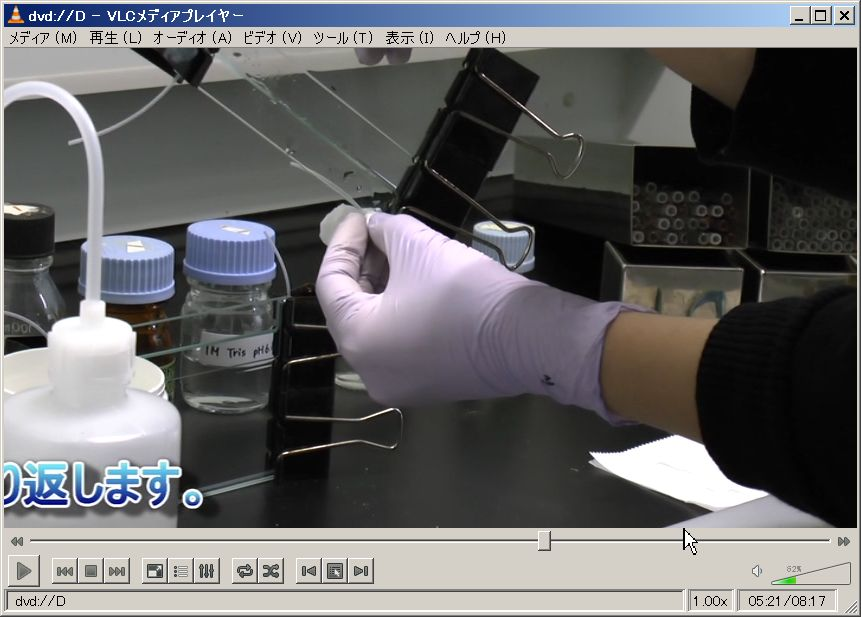 dvd://D - VLCメディアプレイヤー
メディア(M) 再生(L) オーディオ(A) ビデオ(V) ツール(T) 表示(I) ヘルプ(H)
1M Tris pH6
り返します。
82%
dvd://D
1.00x
05:21/08:17